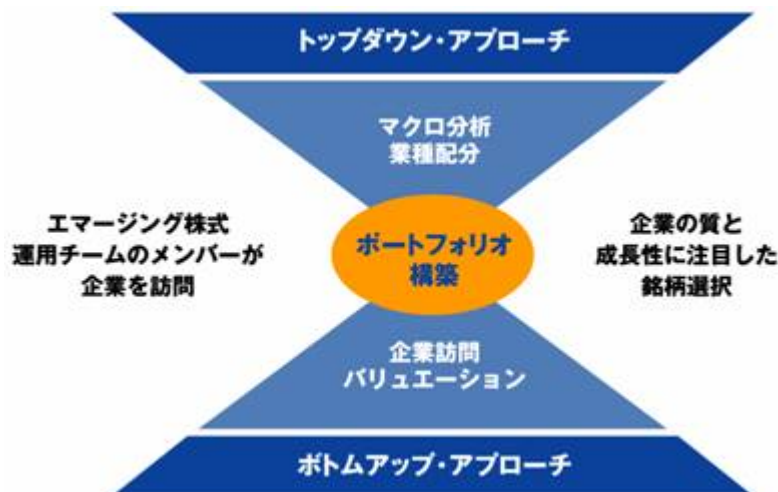 トップダウン・アプローチ
マクロ分析
業種配分
エマージング株式
運用チームのメンバーが
企業を訪問
ポートフォリオ
構築
企業の質と
成長性に注目した
銘柄選択
企業訪問
バリュエーション
ボトムアップ・アプローチ